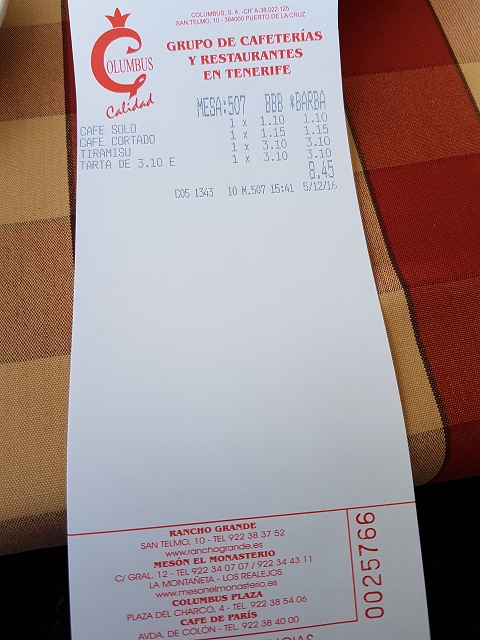 COLUMBUS, S.A. -C/F A-38.022.125
SAN TELMO, 10 - 384000 PUERTO DE LA CRUZ
COLUMBUS
Calidad
GRUPO DE CAFETERÍAS
Y RESTAURANTES
EN TENERIFE
MESA:507 BBB *BARBA
CAFE SOLO 1 x 1.10 1.10
CAFE CORTADO 1 x 1.15 1.15
TIRAMISU 1 x 3.10 3.10
TARTA DE 3.10 E 1 x 3.10 3.10
8.45
C05 1343 10 M.507 15:41 5/12/16
RANCHO GRANDE
SAN TELMO, 10 - TEL 922 38 37 52
www.ranchogrande.es
MESÓN EL MONASTERIO
C/ GRAL. 12 - TEL 922 34 07 07 / 922 34 43 11
LA MONTAÑETA - LOS REALEJOS
www.mesonelmonasterio.es
COLUMBUS PLAZA
PLAZA DEL CHARCO, 4 - TEL. 922 38 54 06
CAFE DE PARÍS
AVDA. DE COLÓN - TEL. 922 38 40 00
0025766